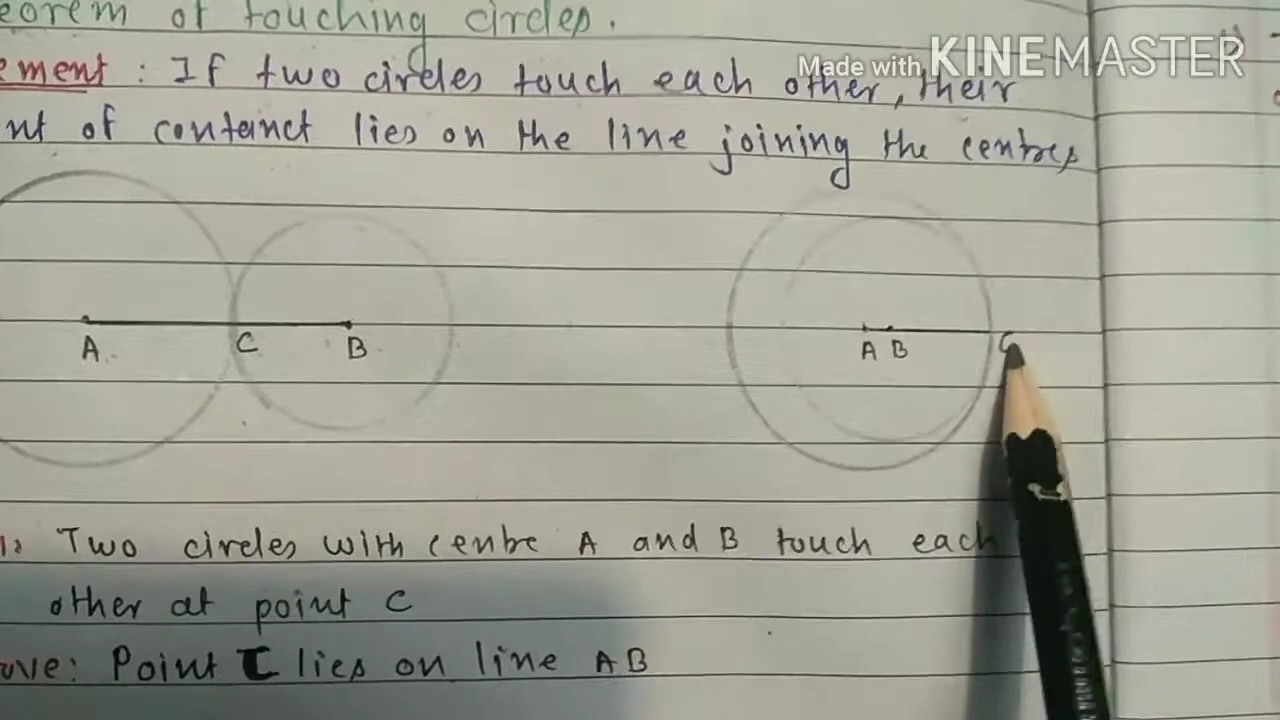 eorem of touching circles.
ement : If two circles touch each other, their
nt of contanct lies on the line joining the centres
Made with KINEMASTER
A C B
A B C
Two circles with centre A and B touch each
other at point C
ove: Point C lies on line AB